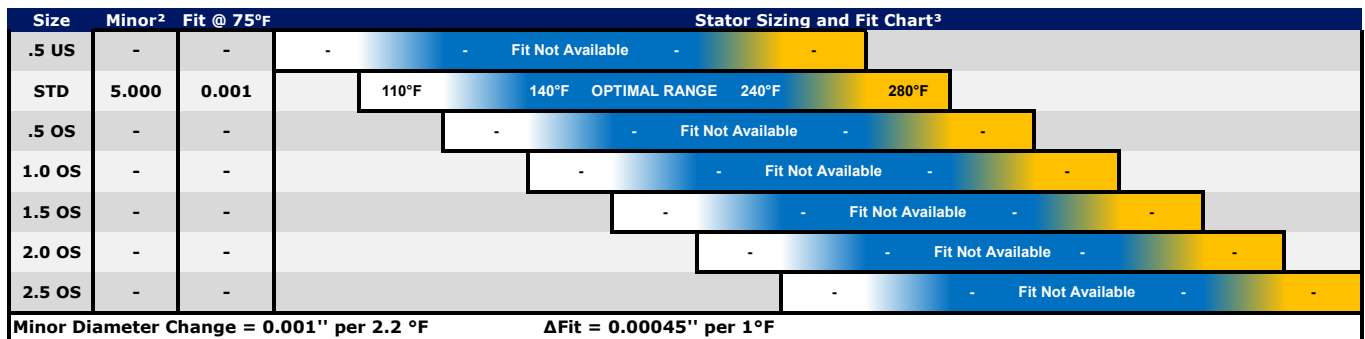 Size Minor² Fit @ 75°F Stator Sizing and Fit Chart³
.5 US - - - - Fit Not Available - -
STD 5.000 0.001 110°F 140°F OPTIMAL RANGE 240°F 280°F
.5 OS - - - - Fit Not Available - -
1.0 OS - - - - Fit Not Available - -
1.5 OS - - - - Fit Not Available - -
2.0 OS - - - - Fit Not Available - -
2.5 OS - - - - Fit Not Available - -
Minor Diameter Change = 0.001'' per 2.2 °F ΔFit = 0.00045'' per 1°F